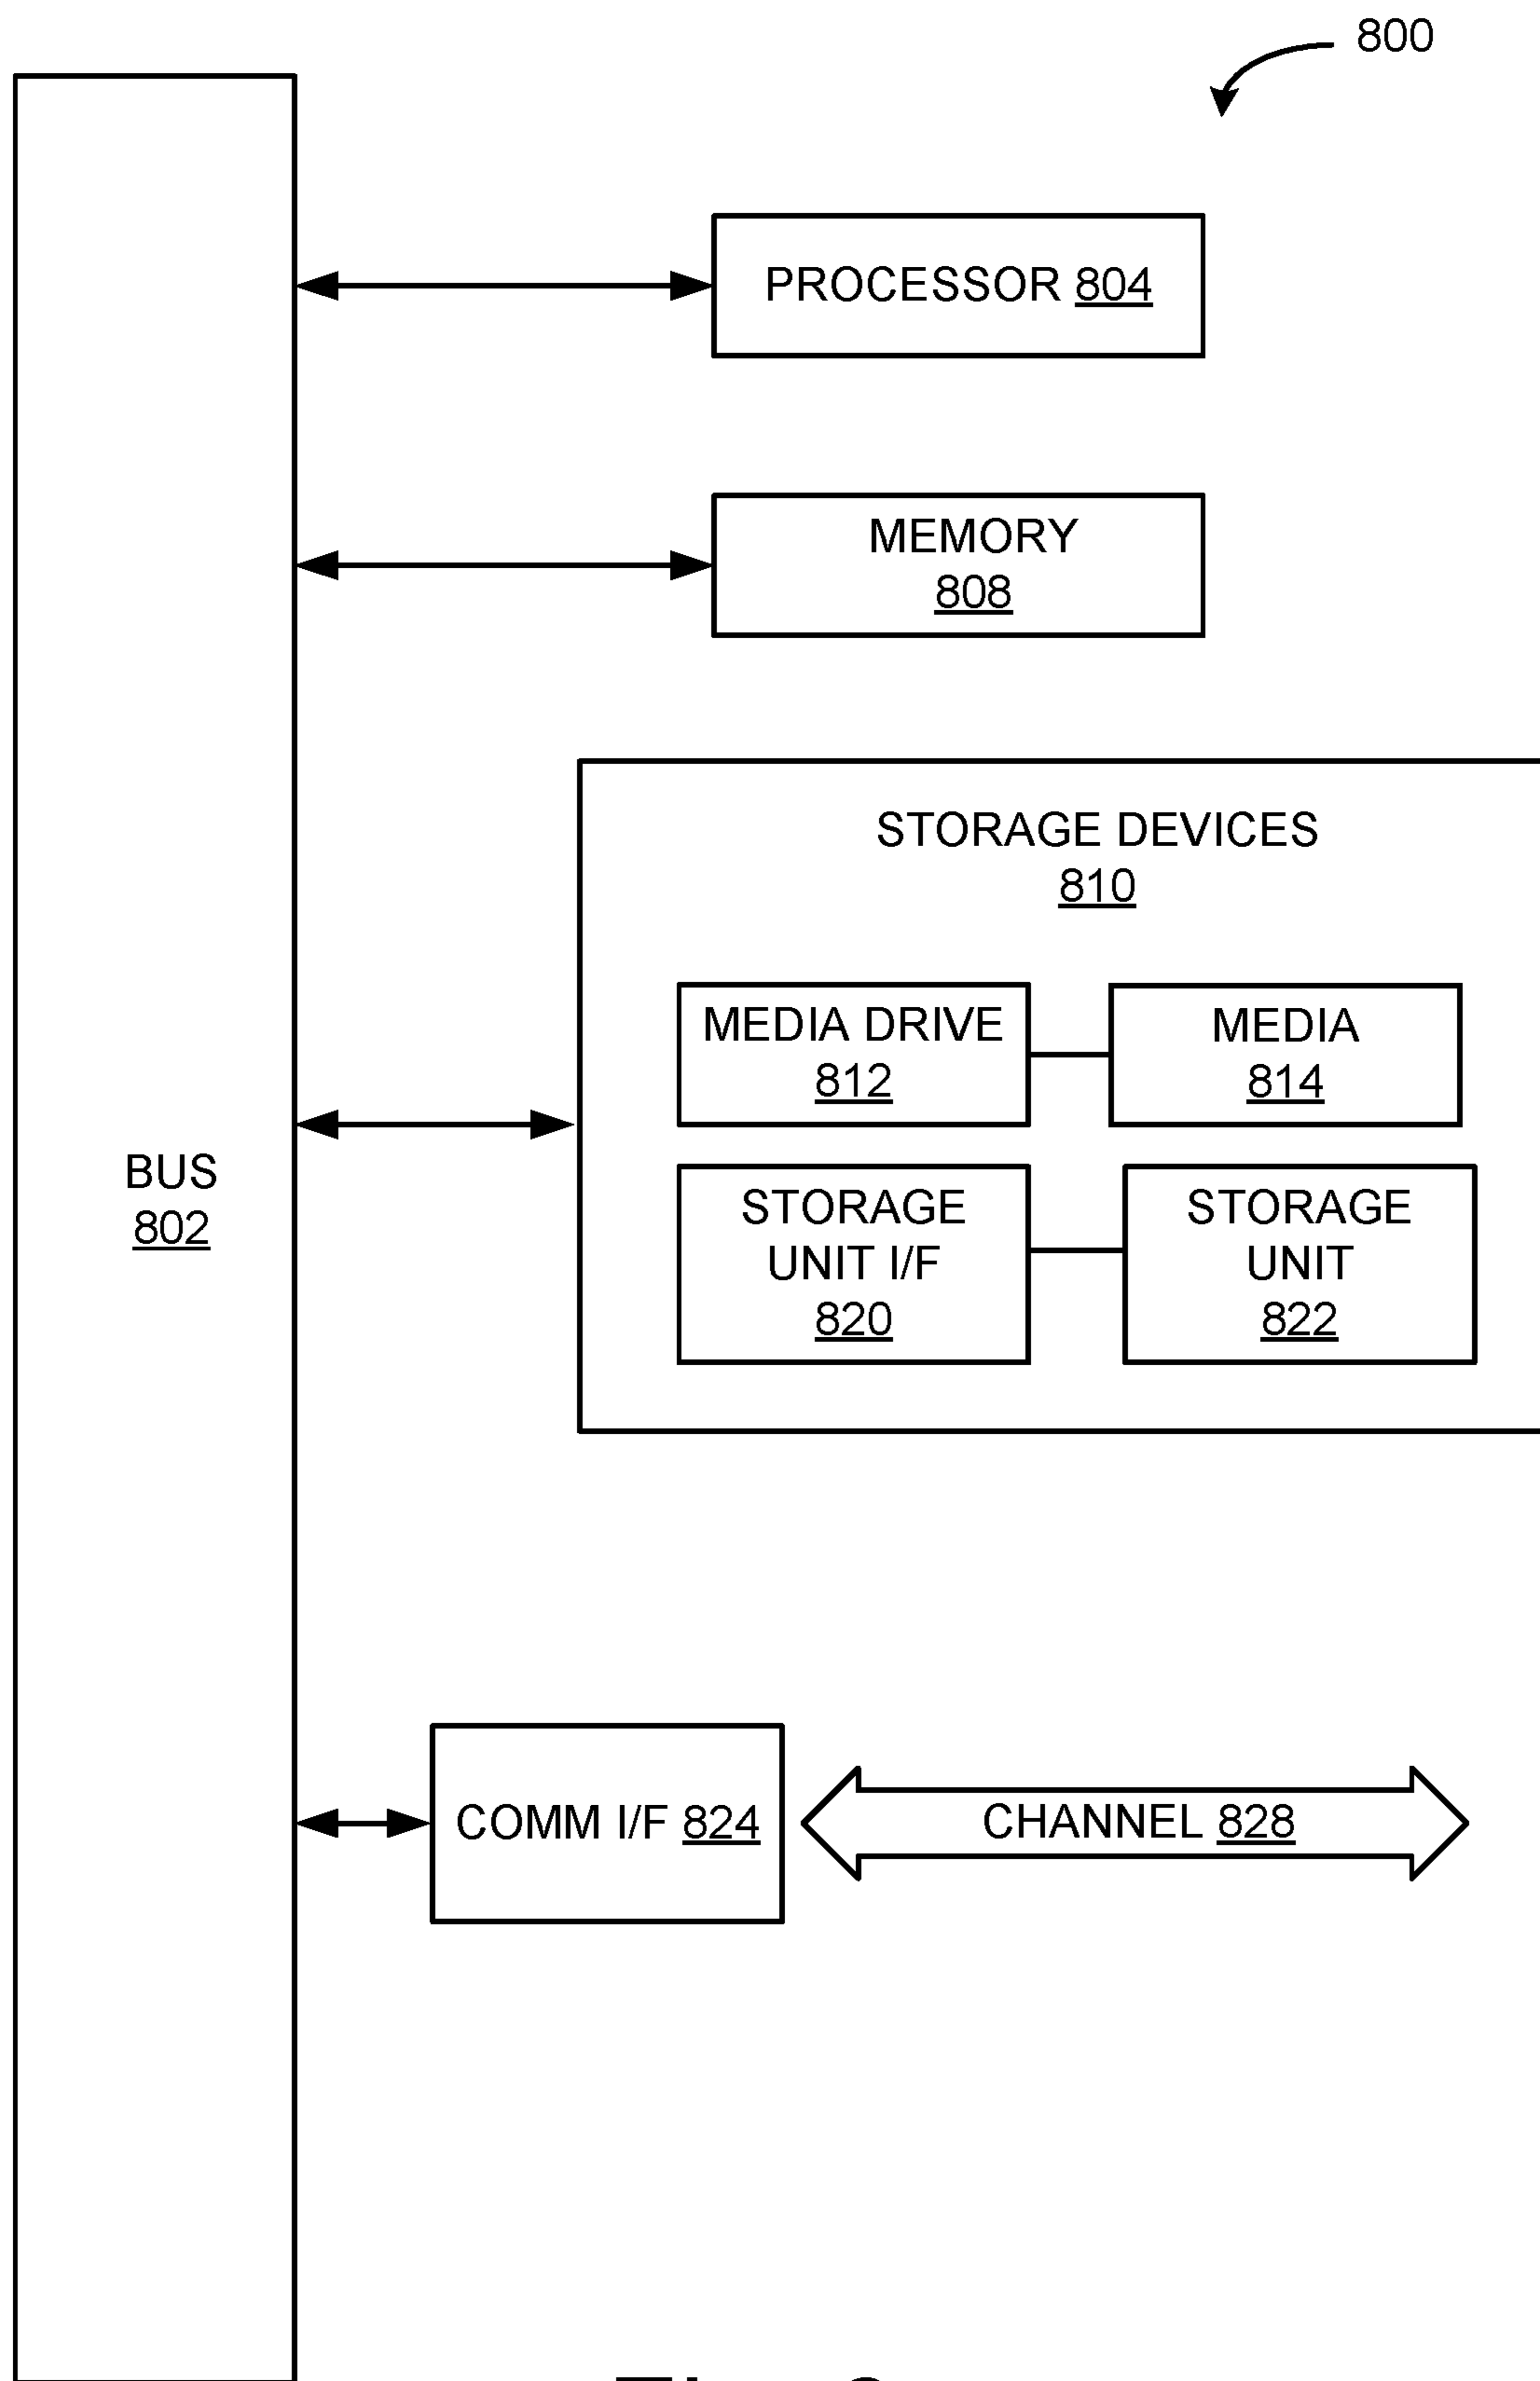 800
PROCESSOR 804
MEMORY
808
STORAGE DEVICES
810
MEDIA DRIVE
812
MEDIA
814
BUS
802
STORAGE
UNIT I/F
820
STORAGE
UNIT
822
COMM I/F 824
CHANNEL 828